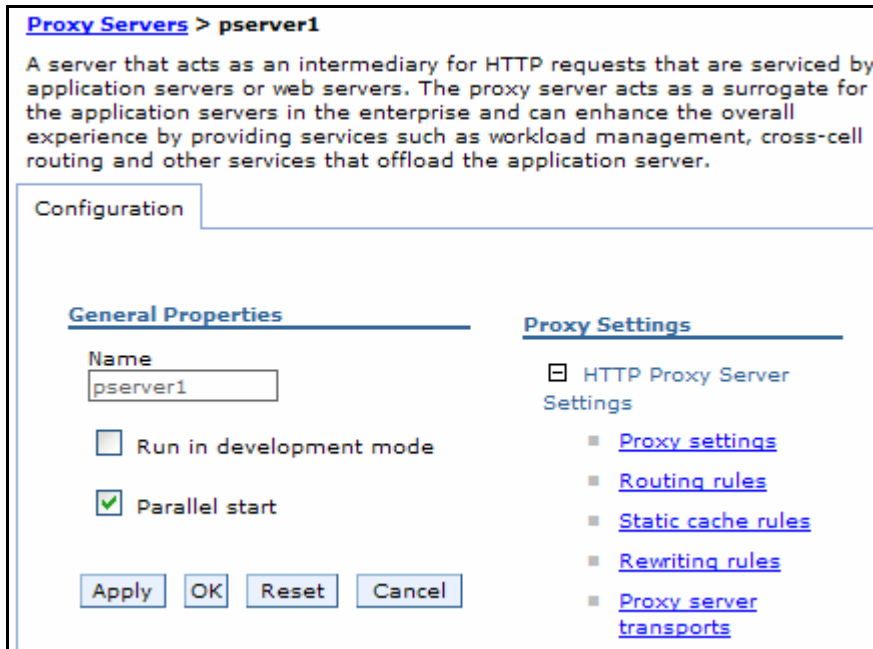 Proxy Servers > pserver1
A server that acts as an intermediary for HTTP requests that are serviced by
application servers or web servers. The proxy server acts as a surrogate for
the application servers in the enterprise and can enhance the overall
experience by providing services such as workload management, cross-cell
routing and other services that offload the application server.
Configuration
General Properties
Name
pserver1
Run in development mode
Parallel start
Apply OK Reset Cancel
Proxy Settings
HTTP Proxy Server
Settings
Proxy settings
Routing rules
Static cache rules
Rewriting rules
Proxy server
transports